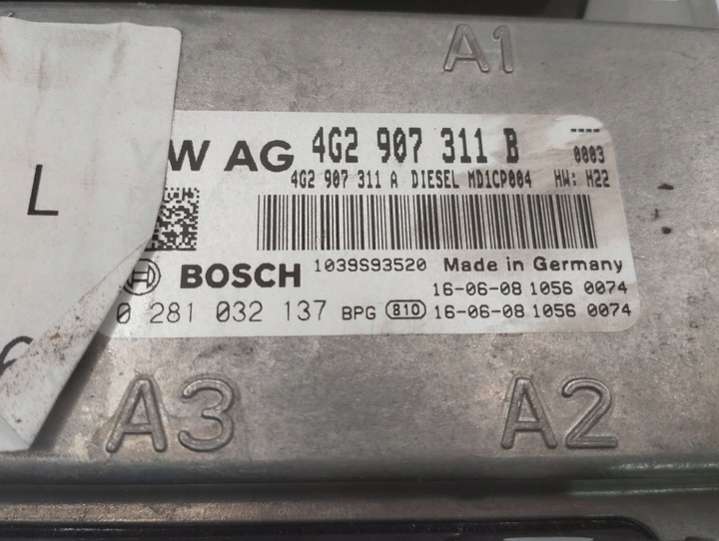 A1
L
W AG 4G2 907 311 B ----
0003
4G2 907 311 A DIESEL MD1CP004 HW: H22
BOSCH 1039S93520 Made in Germany
16-06-08 1056 0074
0 281 032 137 BPG 810 16-06-08 1056 0074
A3 A2